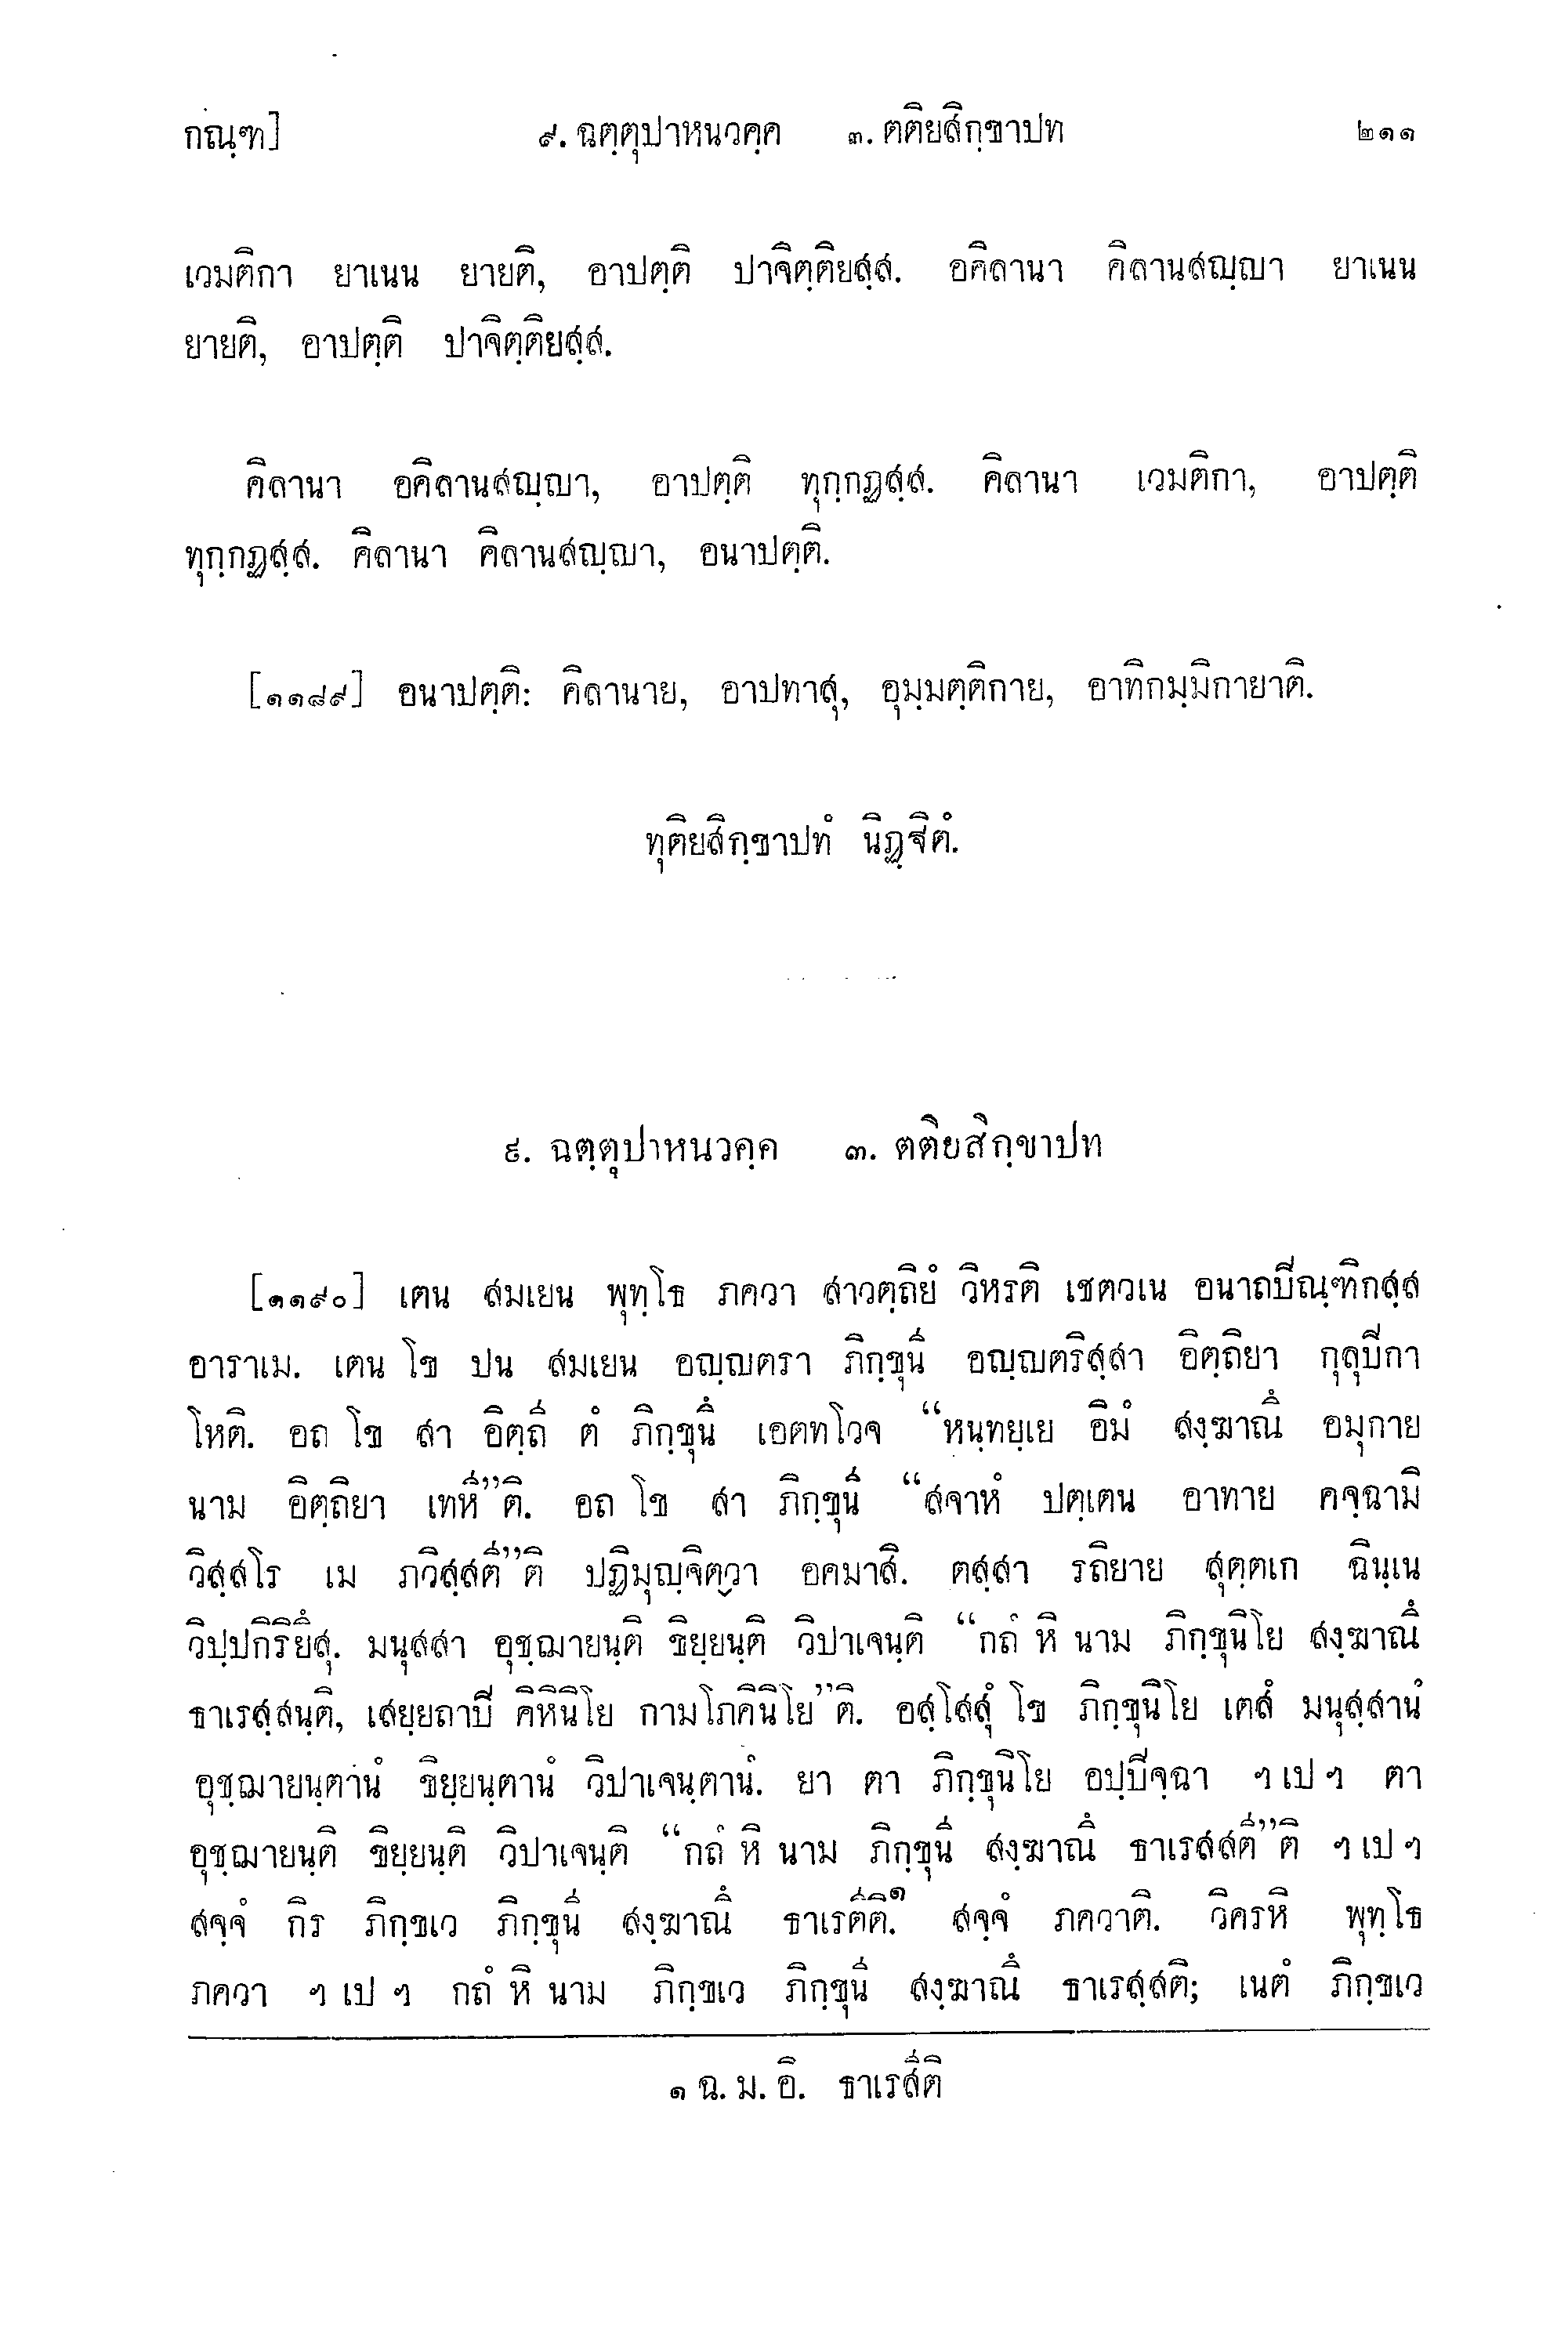 กณฺฑ] ๙. ฉตฺตุปาหนวคฺค ๓. ตติยสิกฺขาปท ๒๑๑
เวมติกา ยาเนน ยายติ, อาปตฺติ ปาจิตฺติยสฺส. อคิลานา คิลานสญฺญา ยาเนน
ยายติ, อาปตฺติ ปาจิตฺติยสฺส.
คิลานา อคิลานสญฺญา, อาปตฺติ ทุกฺกฏสฺส. คิลานา เวมติกา, อาปตฺติ
ทุกฺกฏสฺส. คิลานา คิลานสญฺญา, อนาปตฺติ.
[๑๑๘๙] อนาปตฺติ: คิลานาย, อาปทาสุ, อุมฺมตฺติกาย, อาทิกมฺมิกายาติ.
ทุติยสิกฺขาปทํ นิฏฺฐิตํ.
๙. ฉตฺตุปาหนวคฺค ๓. ตติยสิกฺขาปท
[๑๑๙๐] เตน สมเยน พุทฺโธ ภควา สาวตฺถิยํ วิหรติ เชตวเน อนาถปิณฺฑิกสฺส
อาราเม. เตน โข ปน สมเยน อญฺญตรา ภิกฺขุนี อญฺญตริสฺสา อิตฺถิยา กุลุปิกา
โหติ. อถ โข สา อิตฺถี ตํ ภิกฺขุนึ เอตทโวจ “หนฺทยฺเย อิมํ สงฺฆาณึ อมุกาย
นาม อิตฺถิยา เทหี”ติ. อถ โข สา ภิกฺขุนี “สจาหํ ปตฺเตน อาทาย คจฺฉามิ
วิสฺสโร เม ภวิสฺสตี”ติ ปฏิมุญฺจิตฺวา อคมาสิ. ตสฺสา รถิยาย สุตฺตเก ฉินฺเน
วิปฺปกิริยึสุ. มนุสสา อุชฺฌายนฺติ ขิยฺยนฺติ วิปาเจนฺติ “กถํ หิ นาม ภิกฺขุนิโย สงฺฆาณึ
ธาเรสฺสนฺติ, เสยฺยถาปิ คิหินิโย กามโภคินิโย”ติ. อสฺโสสุํ โข ภิกฺขุนิโย เตสํ มนุสฺสานํ
อุชฺฌายนฺตานํ ขิยฺยนฺตานํ วิปาเจนฺตานํ. ยา ตา ภิกฺขุนิโย อปฺปิจฺฉา ฯ เป ฯ ตา
อุชฺฌายนฺติ ขิยฺยนฺติ วิปาเจนฺติ “กถํ หิ นาม ภิกฺขุนี สงฺฆาณึ ธาเรสสตี”ติ ฯ เป ฯ
สจฺจํ กิร ภิกฺขเว ภิกฺขุนี สงฺฆาณึ ธาเรตีติ.๑ สจฺจํ ภควาติ. วิครหิ พุทฺโธ
ภควา ฯ เป ฯ กถํ หิ นาม ภิกฺขเว ภิกฺขุนี สงฺฆาณึ ธาเรสฺสติ; เนตํ ภิกฺขเว
๑ ฉ. ม. อิ. ธาเรสีติ